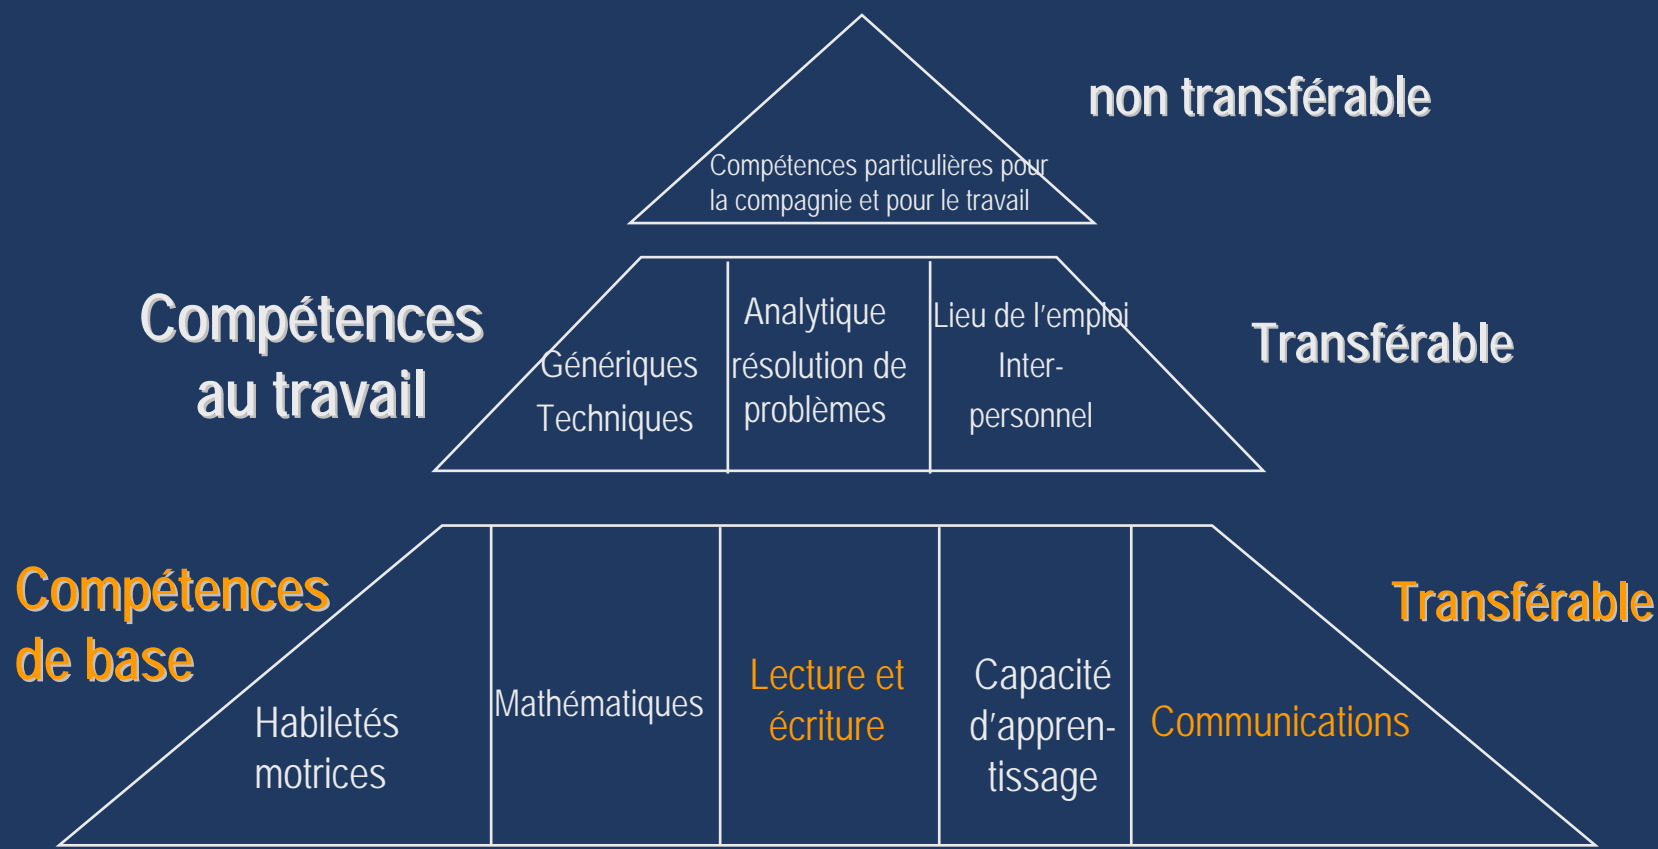 non transférable
Compétences particulières pour
la compagnie et pour le travail
Compétences
au travail
Génériques
Techniques
Analytique
résolution de
problèmes
Lieu de l'emploi
Inter-
personnel
Transférable
Compétences
de base
Habiletés
motrices
Mathématiques
Lecture et
écriture
Capacité
d'appren-
tissage
Communications
Transférable